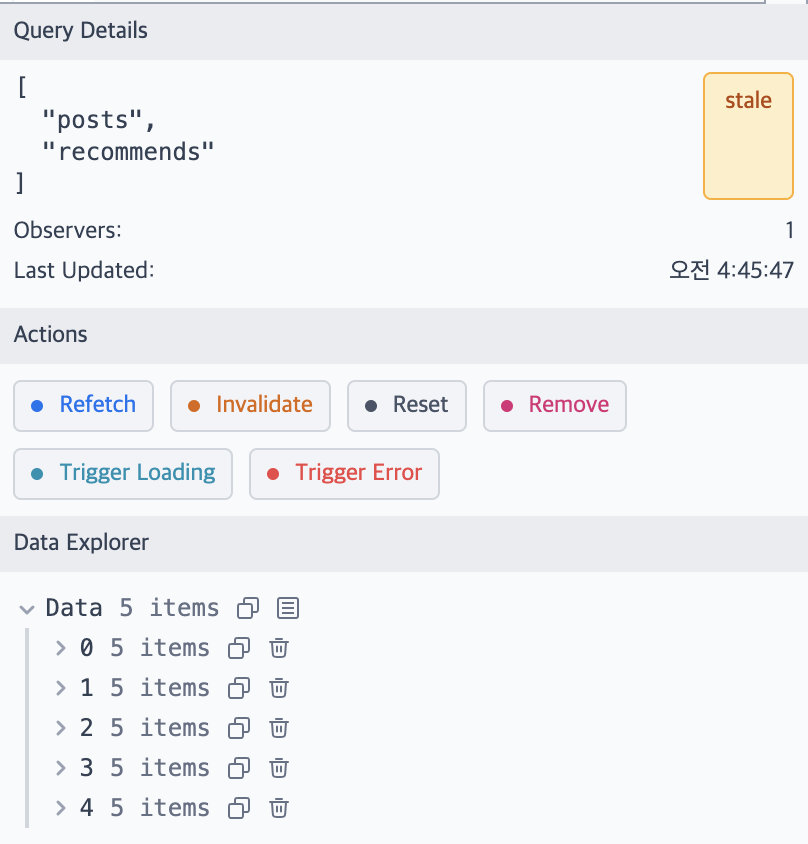 Query Details
[
"posts",
"recommends"
]
stale
Observers: 1
Last Updated: 오전 4:45:47
Actions
Refetch Invalidate Reset Remove
Trigger Loading Trigger Error
Data Explorer
Data 5 items
0 5 items
1 5 items
2 5 items
3 5 items
4 5 items